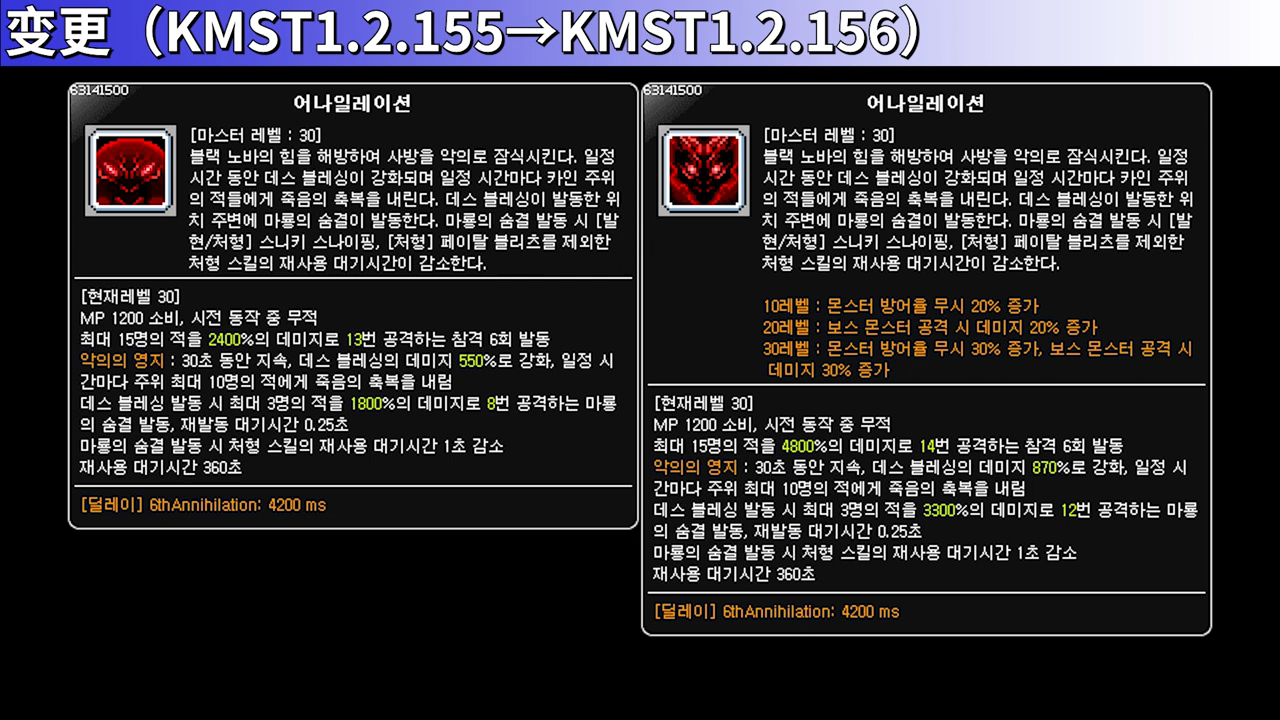 变更（KMST1.2.155→KMST1.2.156）
63141500
어나일레이션
[마스터 레벨 : 30]
블랙 노바의 힘을 해방하여 사방을 악의로 잠식시킨다. 일정
시간 동안 데스 블레싱이 강화되며 일정 시간마다 카인 주위
의 적들에게 죽음의 축복을 내린다. 데스 블레싱이 발동한 위
치 주변에 마룡의 숨결이 발동한다. 마룡의 숨결 발동 시 [발
현/처형] 스니키 스나이핑, [처형] 페이탈 블리츠를 제외한
처형 스킬의 재사용 대기시간이 감소한다.
[현재레벨 30]
MP 1200 소비, 시전 동작 중 무적
최대 15명의 적을 2400%의 데미지로 13번 공격하는 참격 6회 발동
악의의 영지 : 30초 동안 지속, 데스 블레싱의 데미지 550%로 강화, 일정 시
간마다 주위 최대 10명의 적에게 죽음의 축복을 내림
데스 블레싱 발동 시 최대 3명의 적을 1800%의 데미지로 8번 공격하는 마룡
의 숨결 발동, 재발동 대기시간 0.25초
마룡의 숨결 발동 시 처형 스킬의 재사용 대기시간 1초 감소
재사용 대기시간 360초
[딜레이] 6thAnnihilation: 4200 ms
63141500
어나일레이션
[마스터 레벨 : 30]
블랙 노바의 힘을 해방하여 사방을 악의로 잠식시킨다. 일정
시간 동안 데스 블레싱이 강화되며 일정 시간마다 카인 주위
의 적들에게 죽음의 축복을 내린다. 데스 블레싱이 발동한 위
치 주변에 마룡의 숨결이 발동한다. 마룡의 숨결 발동 시 [발
현/처형] 스니키 스나이핑, [처형] 페이탈 블리츠를 제외한
처형 스킬의 재사용 대기시간이 감소한다.
10레벨 : 몬스터 방어율 무시 20% 증가
20레벨 : 보스 몬스터 공격 시 데미지 20% 증가
30레벨 : 몬스터 방어율 무시 30% 증가, 보스 몬스터 공격 시
데미지 30% 증가
[현재레벨 30]
MP 1200 소비, 시전 동작 중 무적
최대 15명의 적을 4800%의 데미지로 14번 공격하는 참격 6회 발동
악의의 영지 : 30초 동안 지속, 데스 블레싱의 데미지 870%로 강화, 일정 시
간마다 주위 최대 10명의 적에게 죽음의 축복을 내림
데스 블레싱 발동 시 최대 3명의 적을 3300%의 데미지로 12번 공격하는 마룡
의 숨결 발동, 재발동 대기시간 0.25초
마룡의 숨결 발동 시 처형 스킬의 재사용 대기시간 1초 감소
재사용 대기시간 360초
[딜레이] 6thAnnihilation: 4200 ms